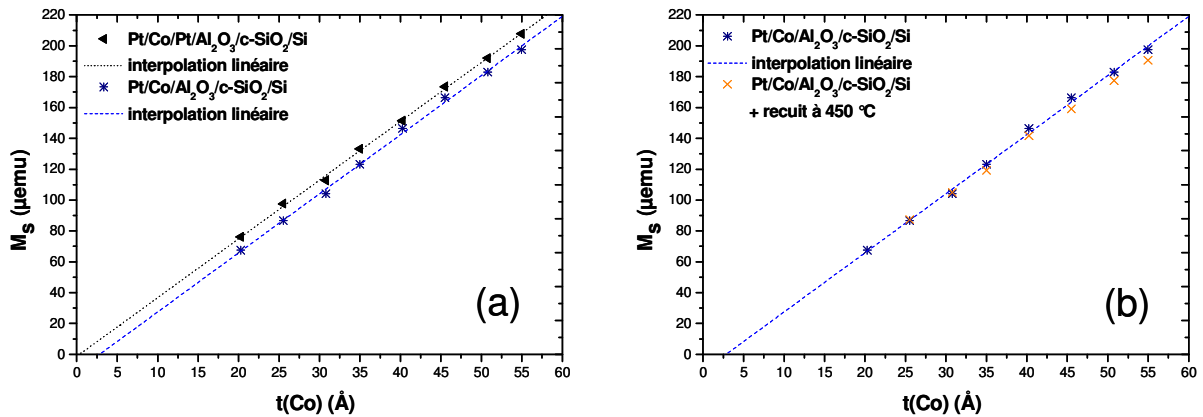 220
200
180
160
140
120
100
80
60
40
20
0
M_S (µemu)
Pt/Co/Pt/Al₂O₃/c-SiO₂/Si
interpolation linéaire
Pt/Co/Al₂O₃/c-SiO₂/Si
interpolation linéaire
(a)
0 5 10 15 20 25 30 35 40 45 50 55 60
t(Co) (Å)
220
200
180
160
140
120
100
80
60
40
20
0
M_S (µemu)
Pt/Co/Al₂O₃/c-SiO₂/Si
interpolation linéaire
Pt/Co/Al₂O₃/c-SiO₂/Si
+ recuit à 450 °C
(b)
0 5 10 15 20 25 30 35 40 45 50 55 60
t(Co) (Å)